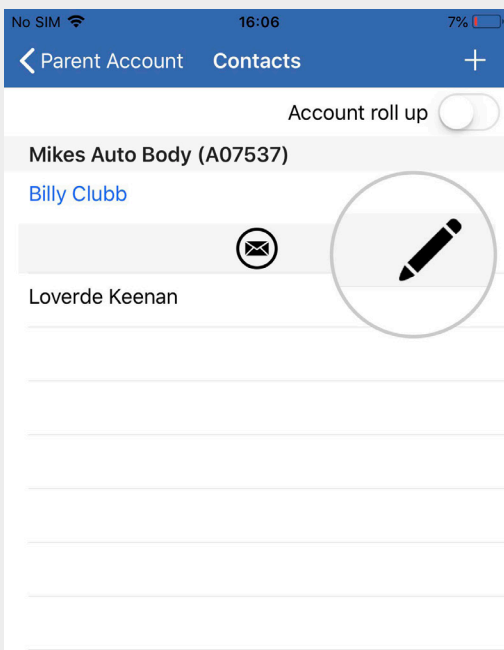 No SIM 16:06 7%
Parent Account Contacts +
Account roll up
Mikes Auto Body (A07537)
Billy Clubb
Loverde Keenan